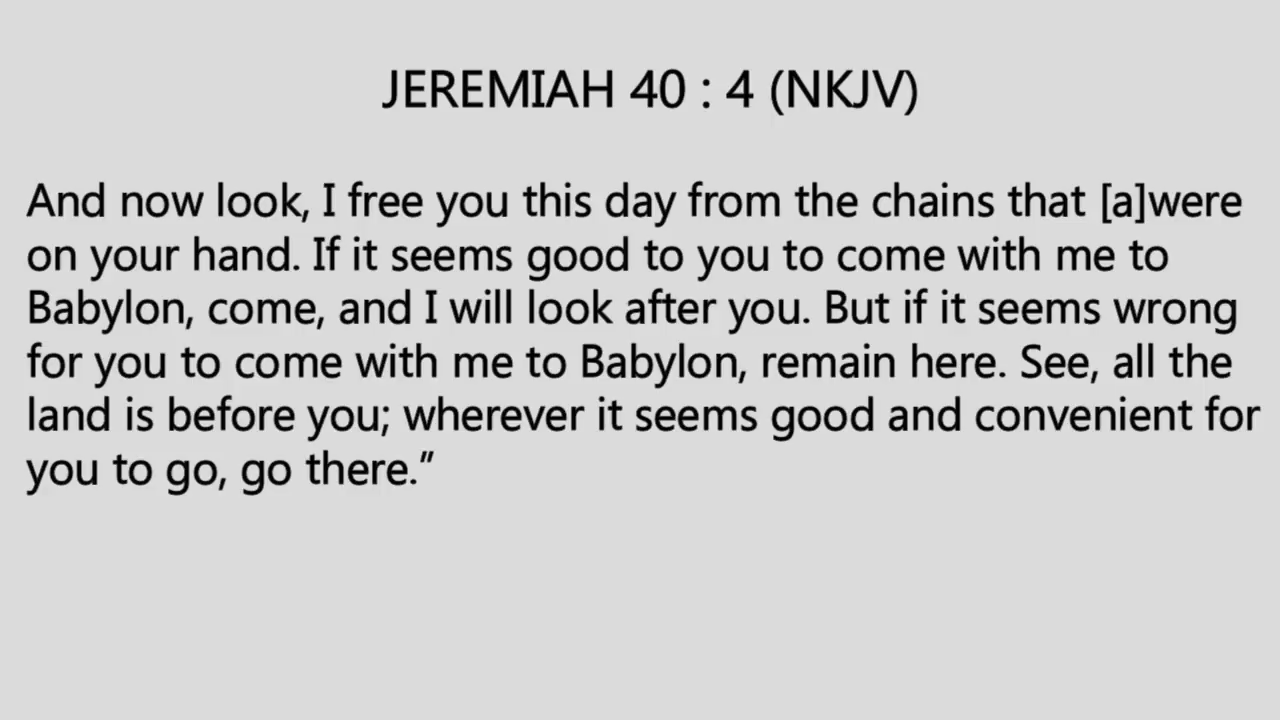 JEREMIAH 40 : 4 (NKJV)
And now look, I free you this day from the chains that [a]were
on your hand. If it seems good to you to come with me to
Babylon, come, and I will look after you. But if it seems wrong
for you to come with me to Babylon, remain here. See, all the
land is before you; wherever it seems good and convenient for
you to go, go there.”